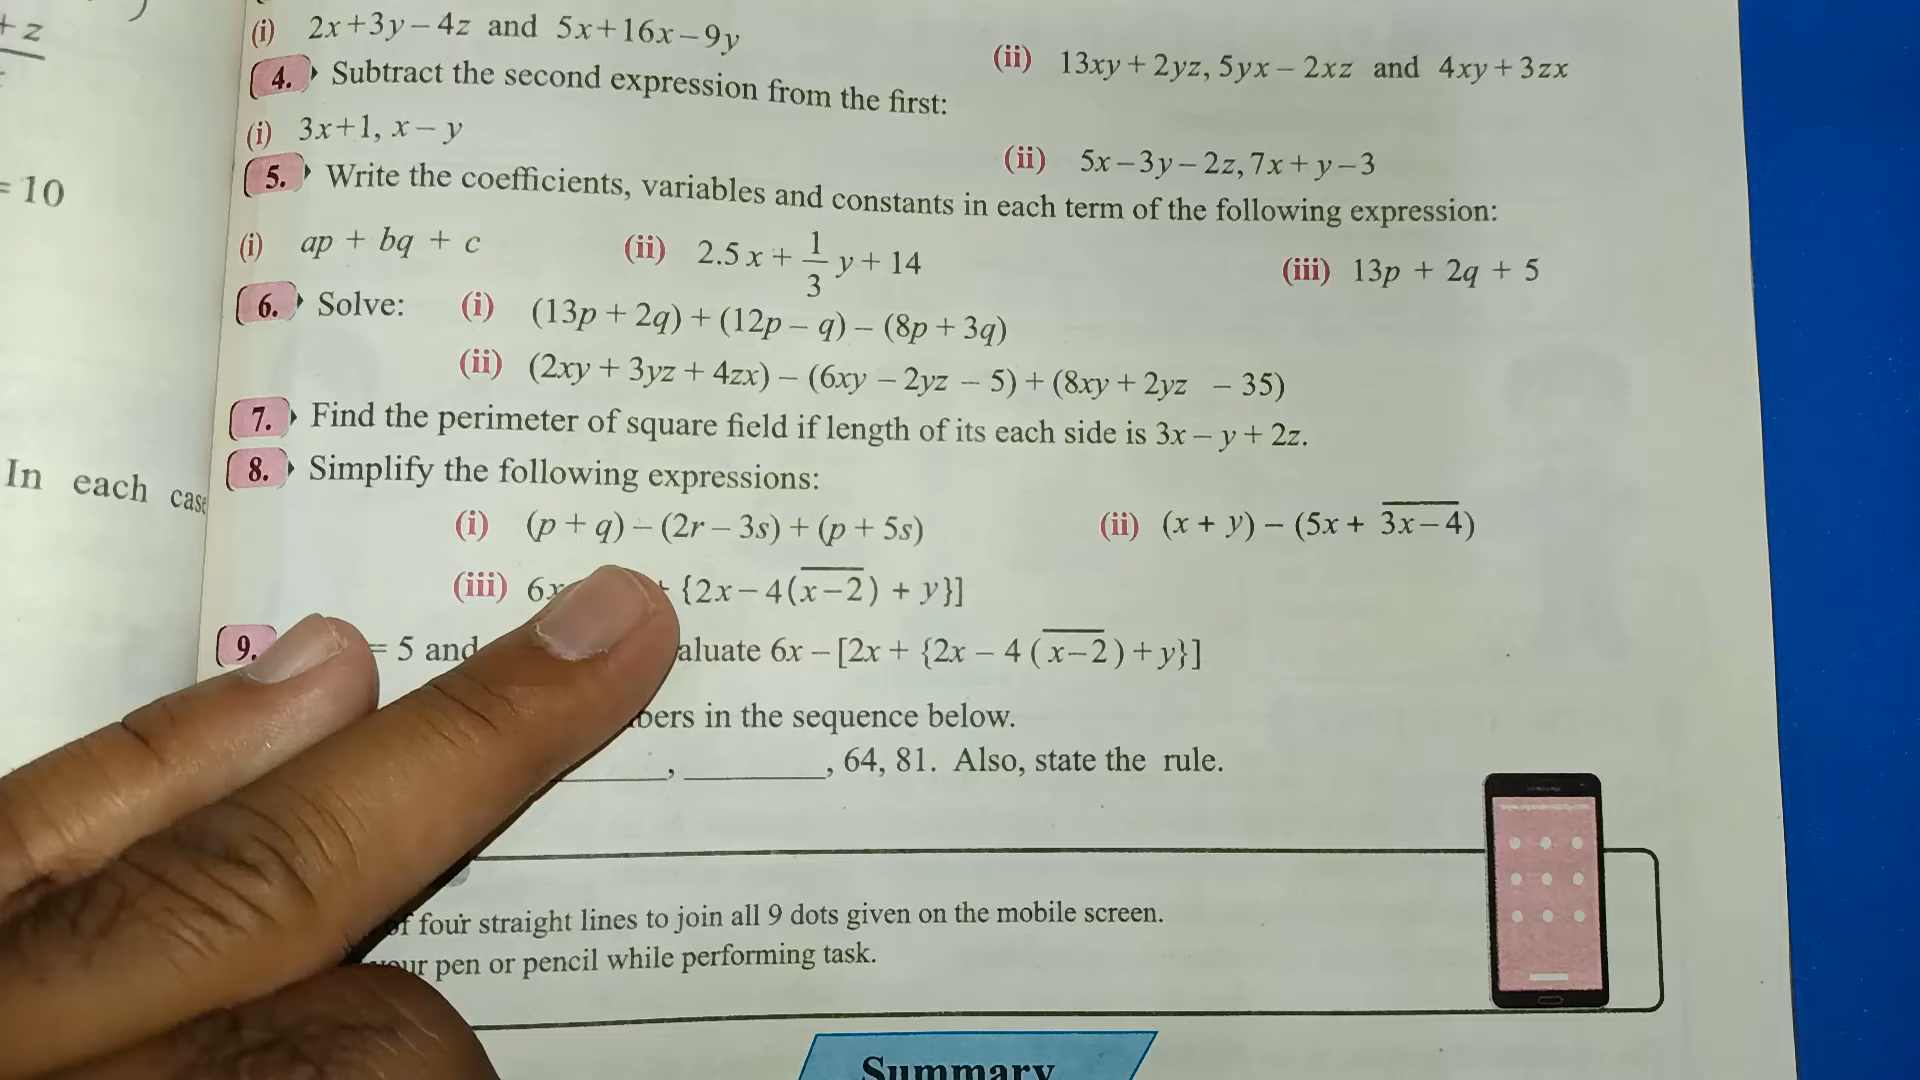 + z
= 10
In each case
(i) 2x+3y−4z and 5x+16x−9y
(ii) 13xy+2yz, 5yx−2xz and 4xy+3zx
4. Subtract the second expression from the first:
(i) 3x+1, x−y
(ii) 5x−3y−2z, 7x+y−3
5. Write the coefficients, variables and constants in each term of the following expression:
(i) ap + bq + c
(ii) 2.5x + 1/3 y + 14
(iii) 13p + 2q + 5
6. Solve: (i) (13p + 2q) + (12p − q) − (8p + 3q)
(ii) (2xy + 3yz + 4zx) − (6xy − 2yz − 5) + (8xy + 2yz − 35)
7. Find the perimeter of square field if length of its each side is 3x − y + 2z.
8. Simplify the following expressions:
(i) (p + q) − (2r − 3s) + (p + 5s)
(ii) (x + y) − (5x + 3x̅−̅4̅)
(iii) 6x {2x − 4(x̅−̅2̅) + y}]
9. = 5 and aluate 6x − [2x + {2x − 4 (x̅−̅2̅) + y}]
bers in the sequence below.
______, ________, 64, 81. Also, state the rule.
of four straight lines to join all 9 dots given on the mobile screen.
your pen or pencil while performing task.
Summary